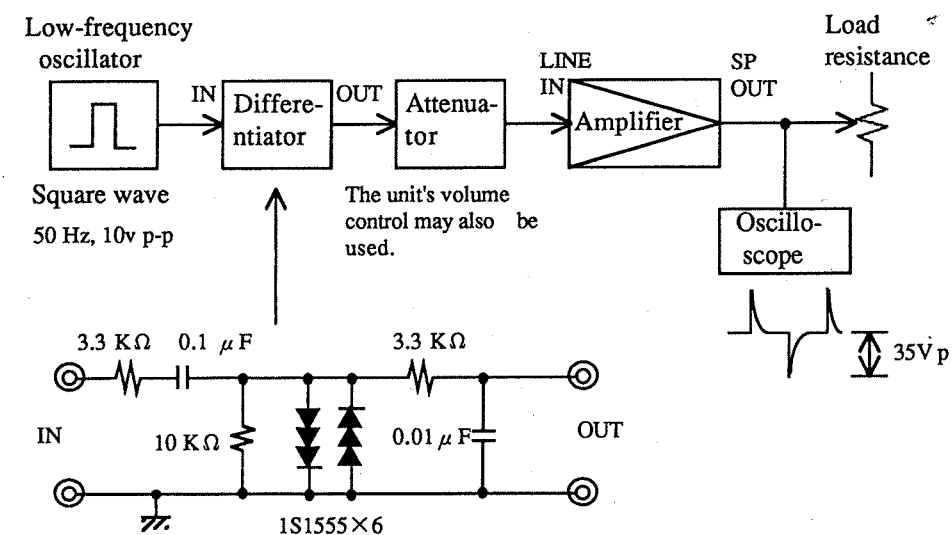 Low-frequency
oscillator
Load
resistance
LINE
IN
SP
OUT
IN
OUT
Differe-
ntiator
Attenua-
tor
Amplifier
Square wave
50 Hz, 10v p-p
The unit's volume
control may also be
used.
Oscillo-
scope
35V p
3.3 KΩ
0.1 μF
3.3 KΩ
IN
10 KΩ
0.01 μF
OUT
1S1555×6